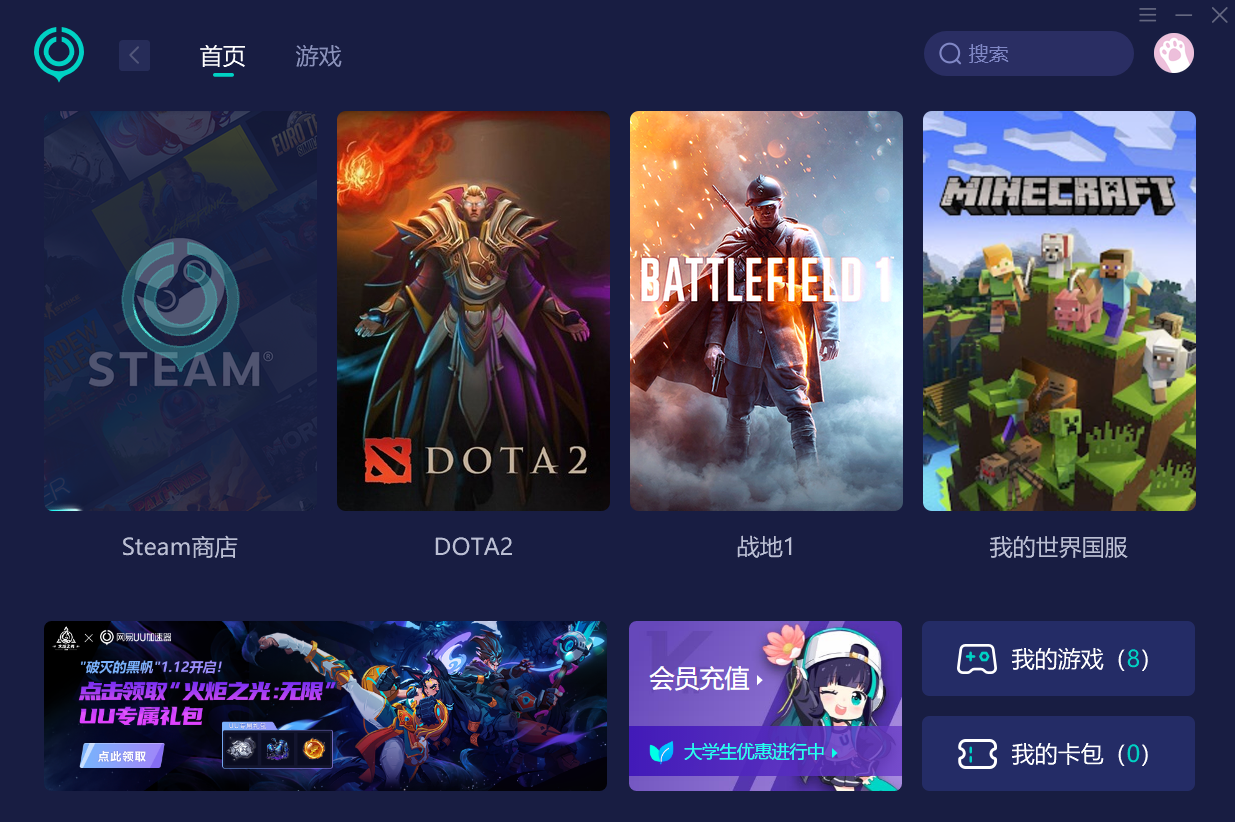 首页
游戏
搜索
EURO T
STEAM®
DOTA 2
BATTLEFIELD 1
MINECRAFT
Steam商店
DOTA2
战地1
我的世界国服
× 网易UU加速器
"破灭的黑帆"1.12开启!
点击领取“火炬之光:无限”
UU专属礼包
点此领取
会员充值
大学生优惠进行中
我的游戏 (8)
我的卡包 (0)